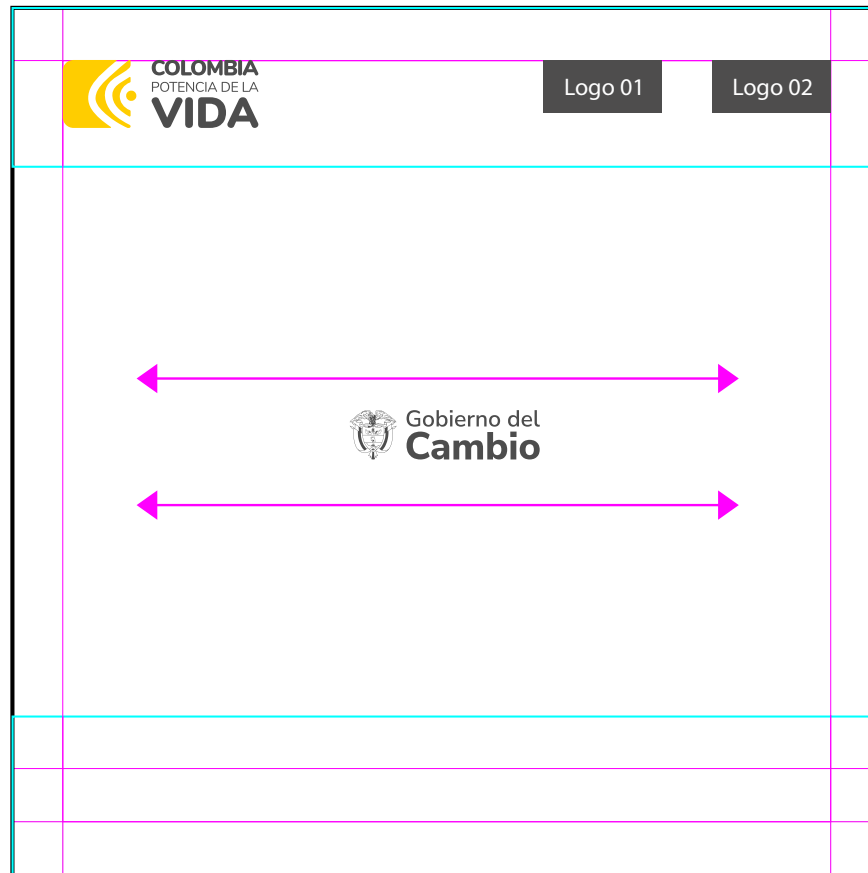 COLOMBIA
POTENCIA DE LA
VIDA
Logo 01
Logo 02
Gobierno del
Cambio